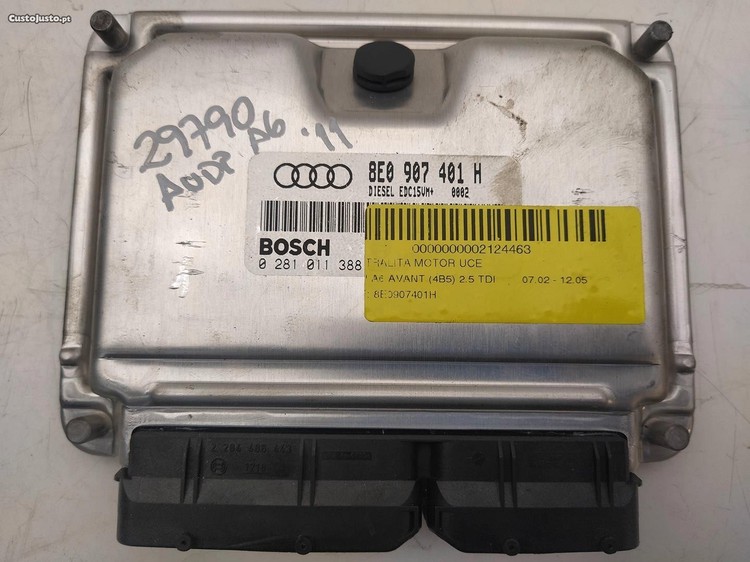 CustoJusto.pt
29790
AUDI A6 '11
8E0 907 401 H
DIESEL EDC15VM+ 0002
BOSCH
0 281 011 388
0000000002124463
TRALITA MOTOR UCE
A6 AVANT (4B5) 2.5 TDI 07.02 - 12.05
: 8E0907401H